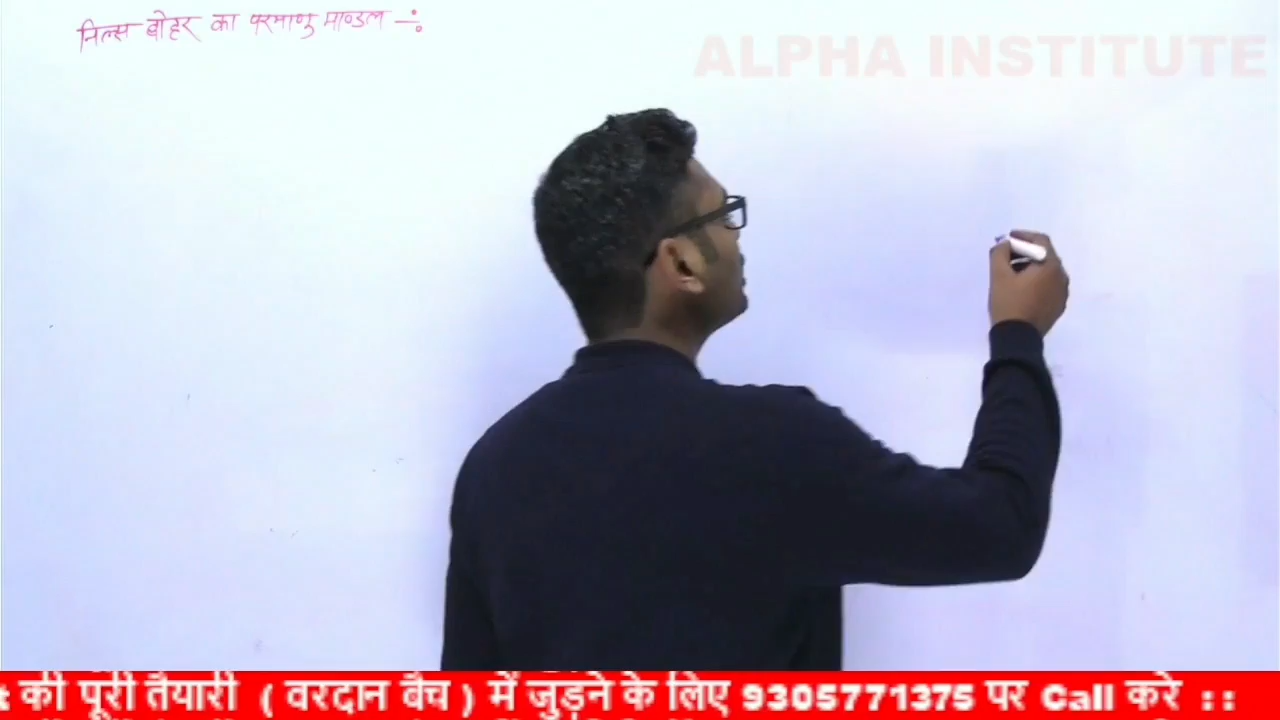 निल्स बोहर का परमाणु माण्डल -:
ALPHA INSTITUTE
की पूरी तैयारी ( वरदान बैच ) में जुड़ने के लिए 9305771375 पर Call करे ::